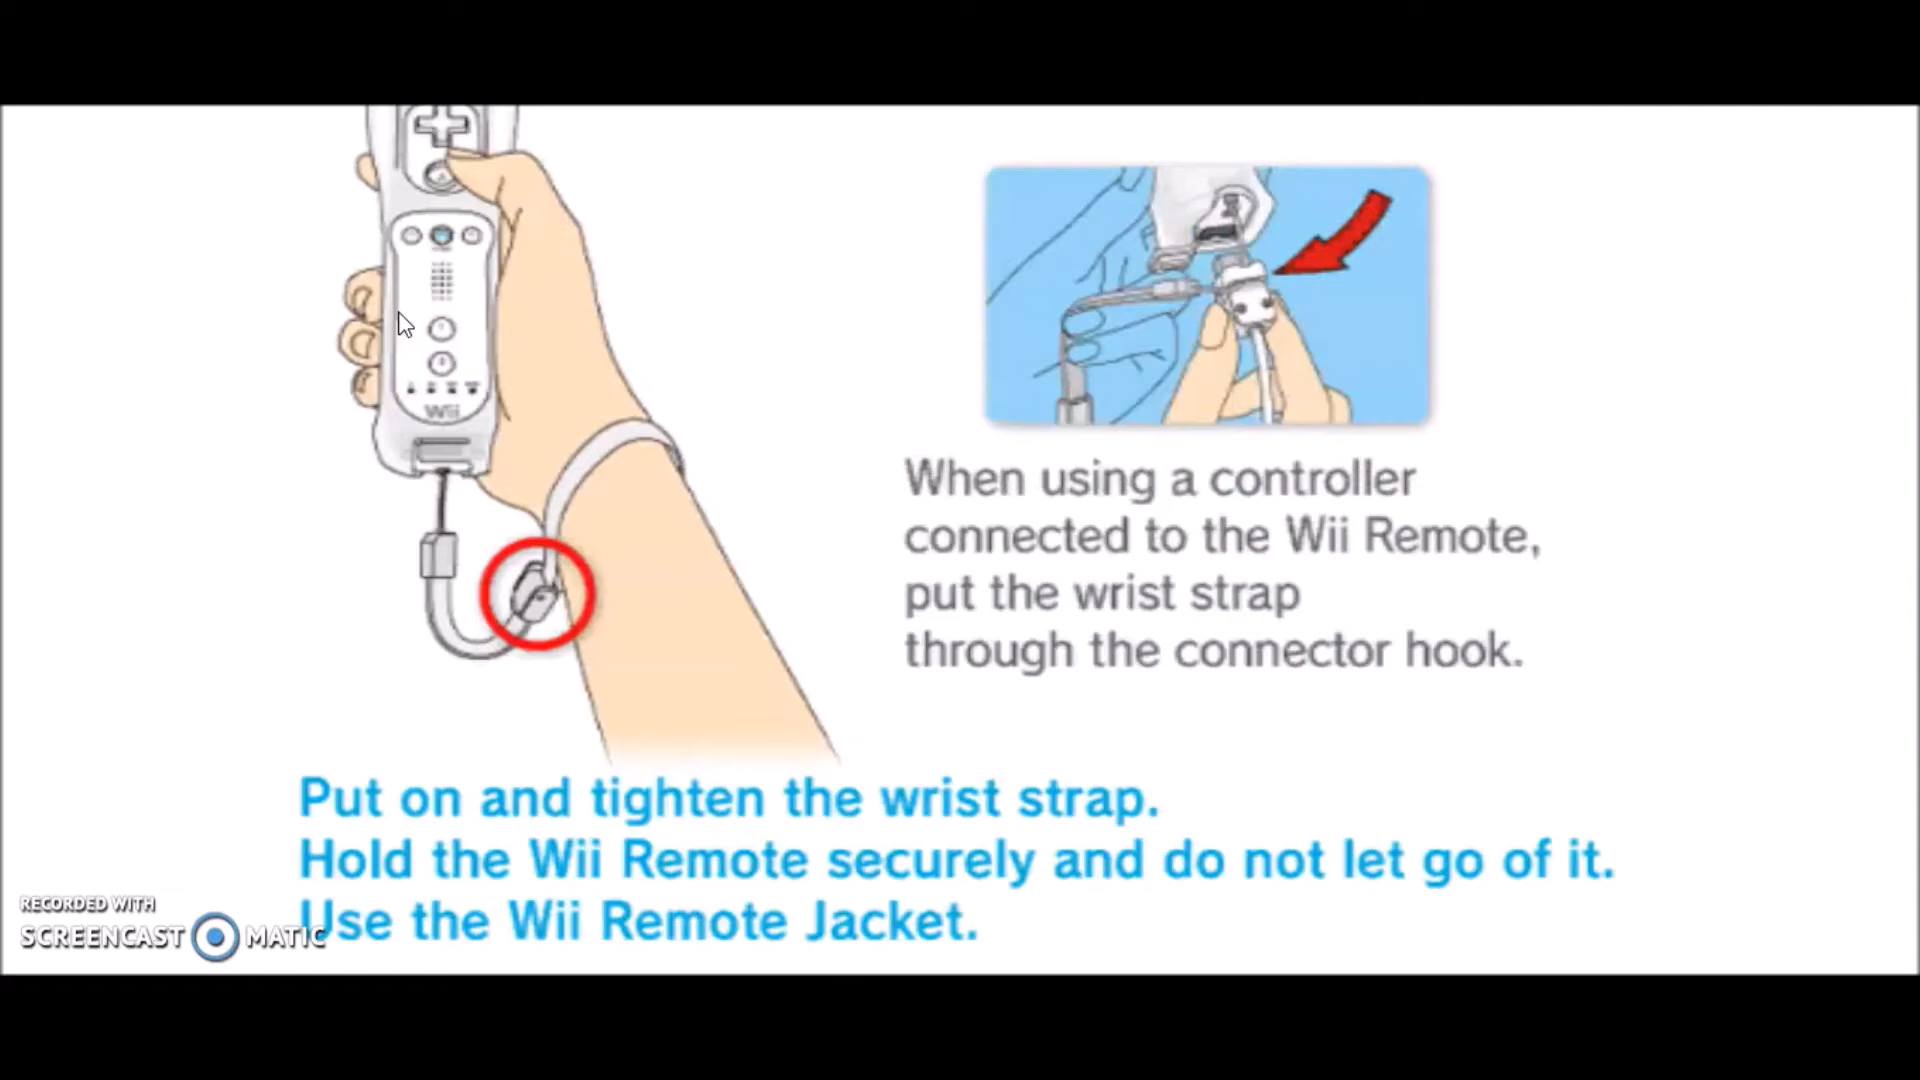 Wii
When using a controller
connected to the Wii Remote,
put the wrist strap
through the connector hook.
Put on and tighten the wrist strap.
Hold the Wii Remote securely and do not let go of it.
Use the Wii Remote Jacket.
RECORDED WITH
SCREENCAST MATIC